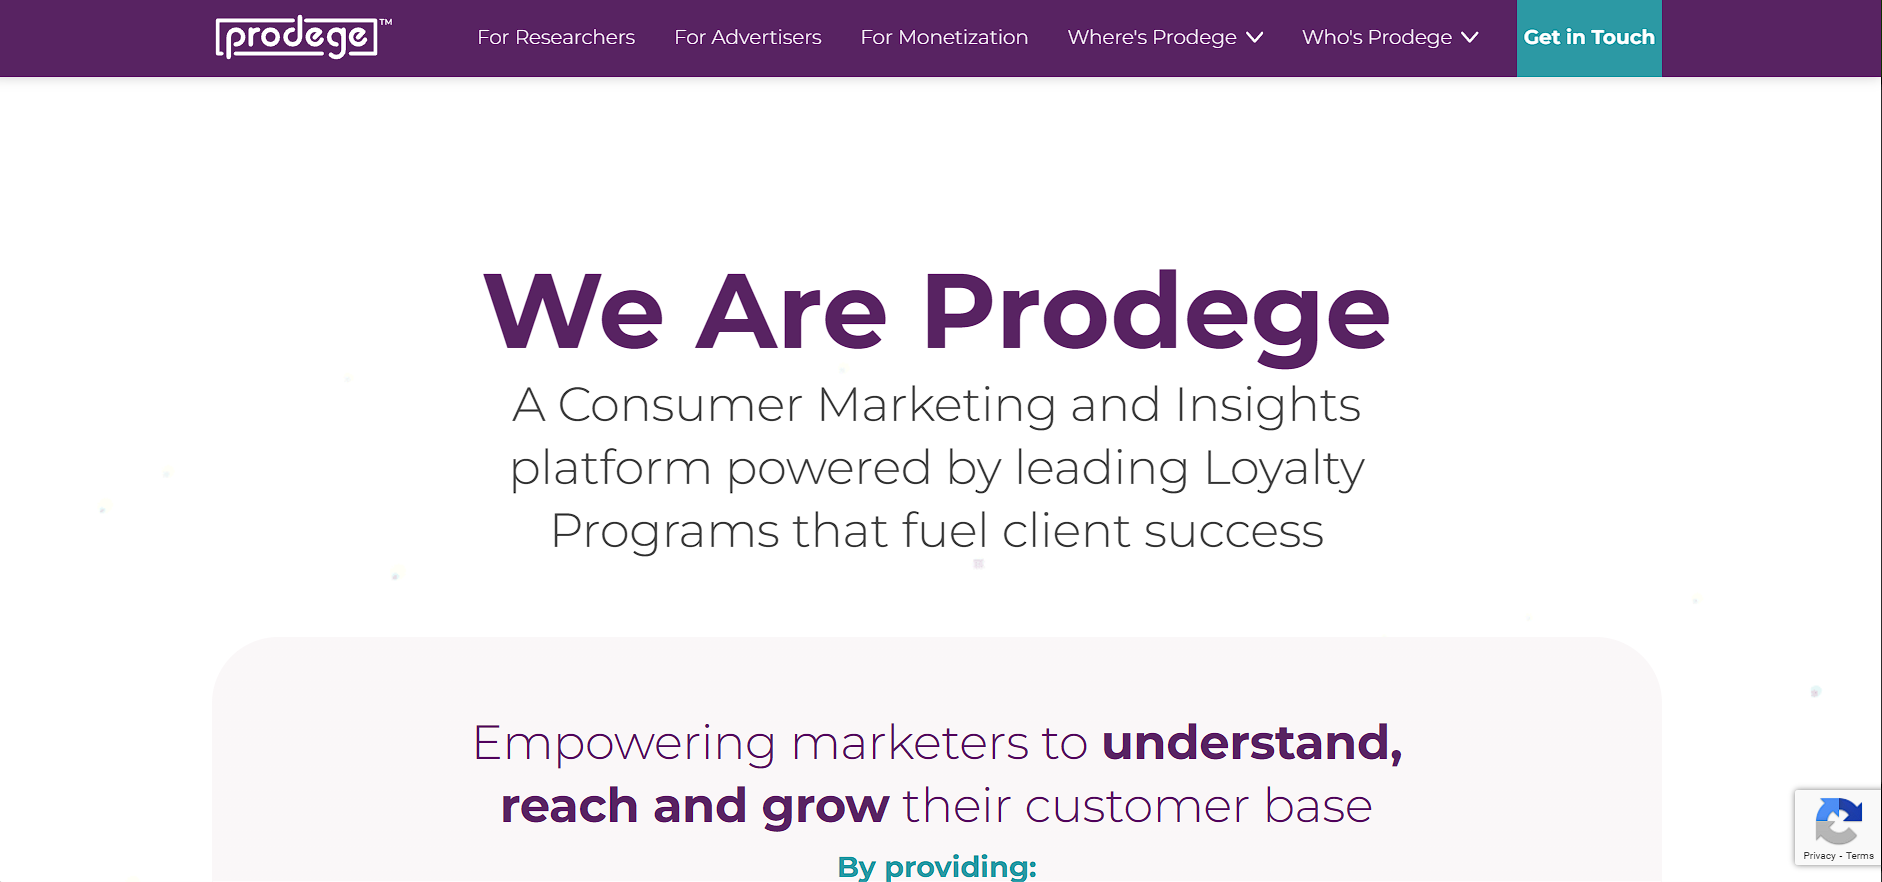 prodege™
For Researchers
For Advertisers
For Monetization
Where's Prodege
Who's Prodege
Get in Touch
We Are Prodege
A Consumer Marketing and Insights
platform powered by leading Loyalty
Programs that fuel client success
Empowering marketers to understand,
reach and grow their customer base
By providing:
Privacy - Terms